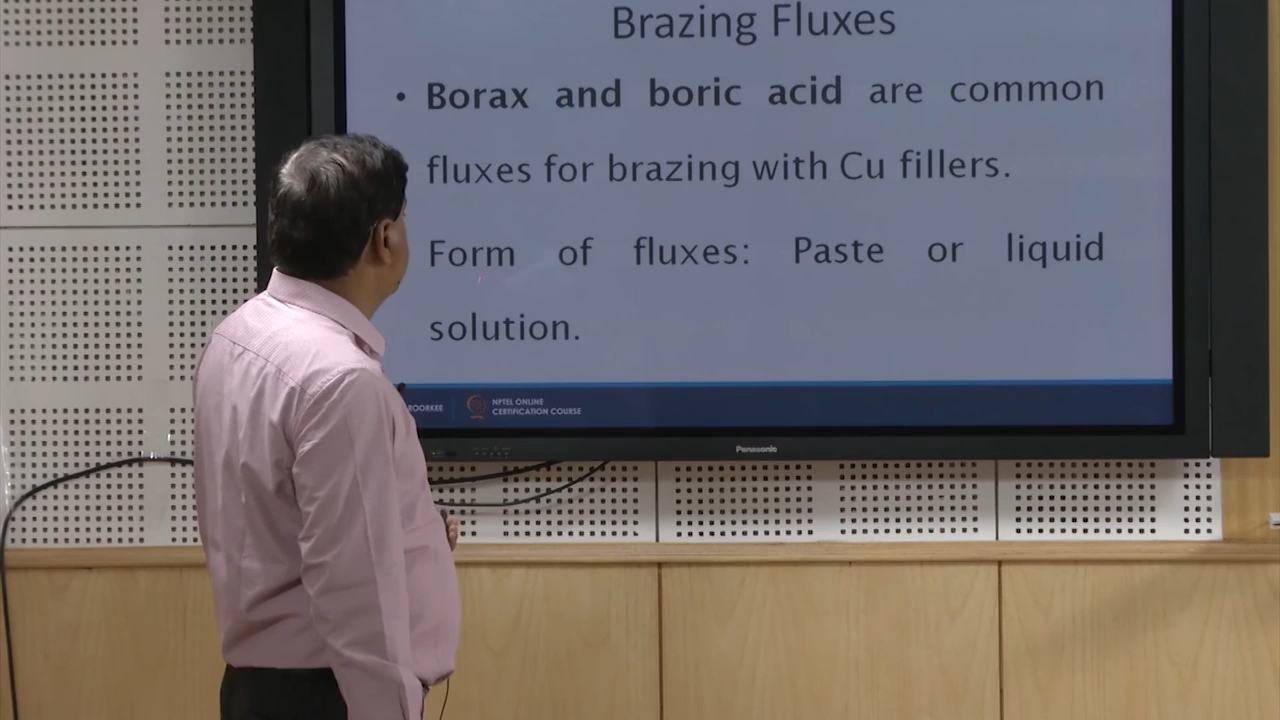 Brazing Fluxes
• Borax and boric acid are common
fluxes for brazing with Cu fillers.
Form of fluxes: Paste or liquid
solution.
ROORKEE
NPTEL ONLINE
CERTIFICATION COURSE
Panasonic